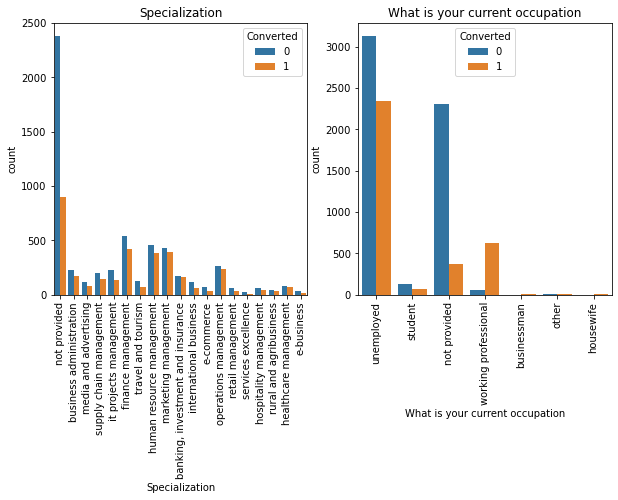 Specialization
Converted
0
1
count
2500
2000
1500
1000
500
0
not provided
business administration
media and advertising
supply chain management
it projects management
finance management
travel and tourism
human resource management
marketing management
banking, investment and insurance
international business
e-commerce
operations management
retail management
services excellence
hospitality management
rural and agribusiness
healthcare management
e-business
Specialization
What is your current occupation
Converted
0
1
count
3000
2500
2000
1500
1000
500
0
unemployed
student
not provided
working professional
businessman
other
housewife
What is your current occupation